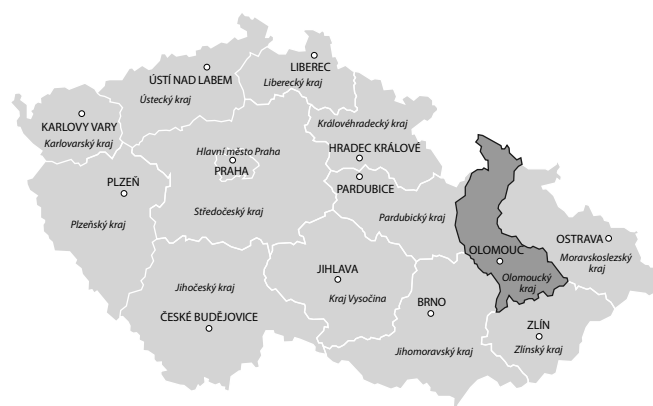 LIBEREC
Liberecký kraj
ÚSTÍ NAD LABEM
Ústecký kraj
KARLOVY VARY
Karlovarský kraj
Královéhradecký kraj
HRADEC KRÁLOVÉ
Hlavní město Praha
PRAHA
PLZEŇ
Plzeňský kraj
Středočeský kraj
PARDUBICE
Pardubický kraj
OLOMOUC
Olomoucký
kraj
OSTRAVA
Moravskoslezský
kraj
JIHLAVA
Kraj Vysočina
Jihočeský kraj
ČESKÉ BUDĚJOVICE
BRNO
Jihomoravský kraj
ZLÍN
Zlínský kraj